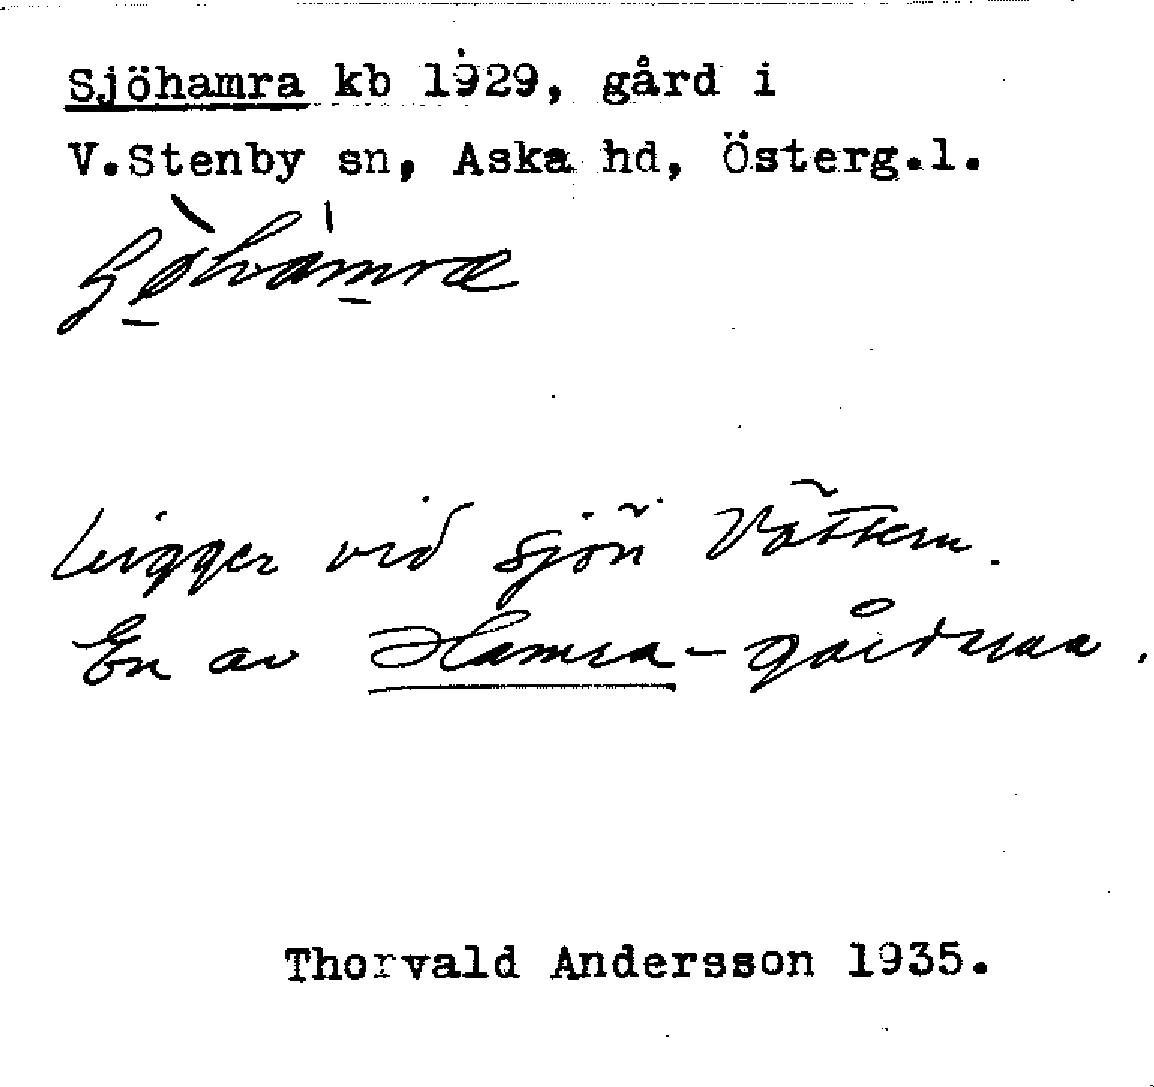 Sjöhamra kb 1929, gård i
V.Stenby sn, Aska hd, Österg.l.
Ligger vid sjön Vättern.
En av Hamra-gårdarna.
Thorvald Andersson 1935.